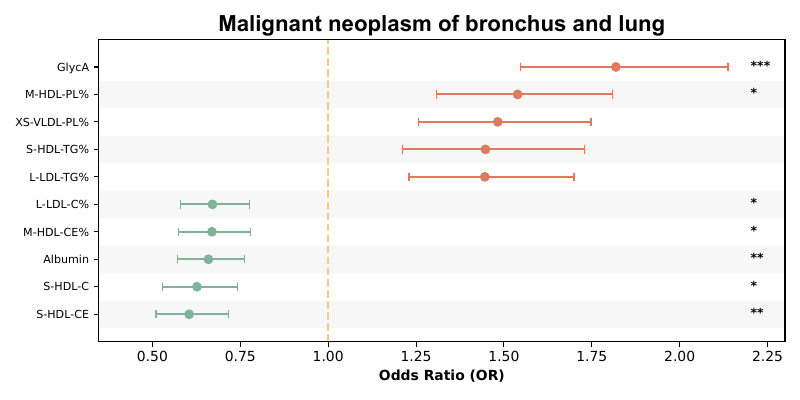 Malignant neoplasm of bronchus and lung
GlycA ***
M-HDL-PL% *
XS-VLDL-PL%
S-HDL-TG%
L-LDL-TG%
L-LDL-C% *
M-HDL-CE% *
Albumin **
S-HDL-C *
S-HDL-CE **
0.50 0.75 1.00 1.25 1.50 1.75 2.00 2.25
Odds Ratio (OR)